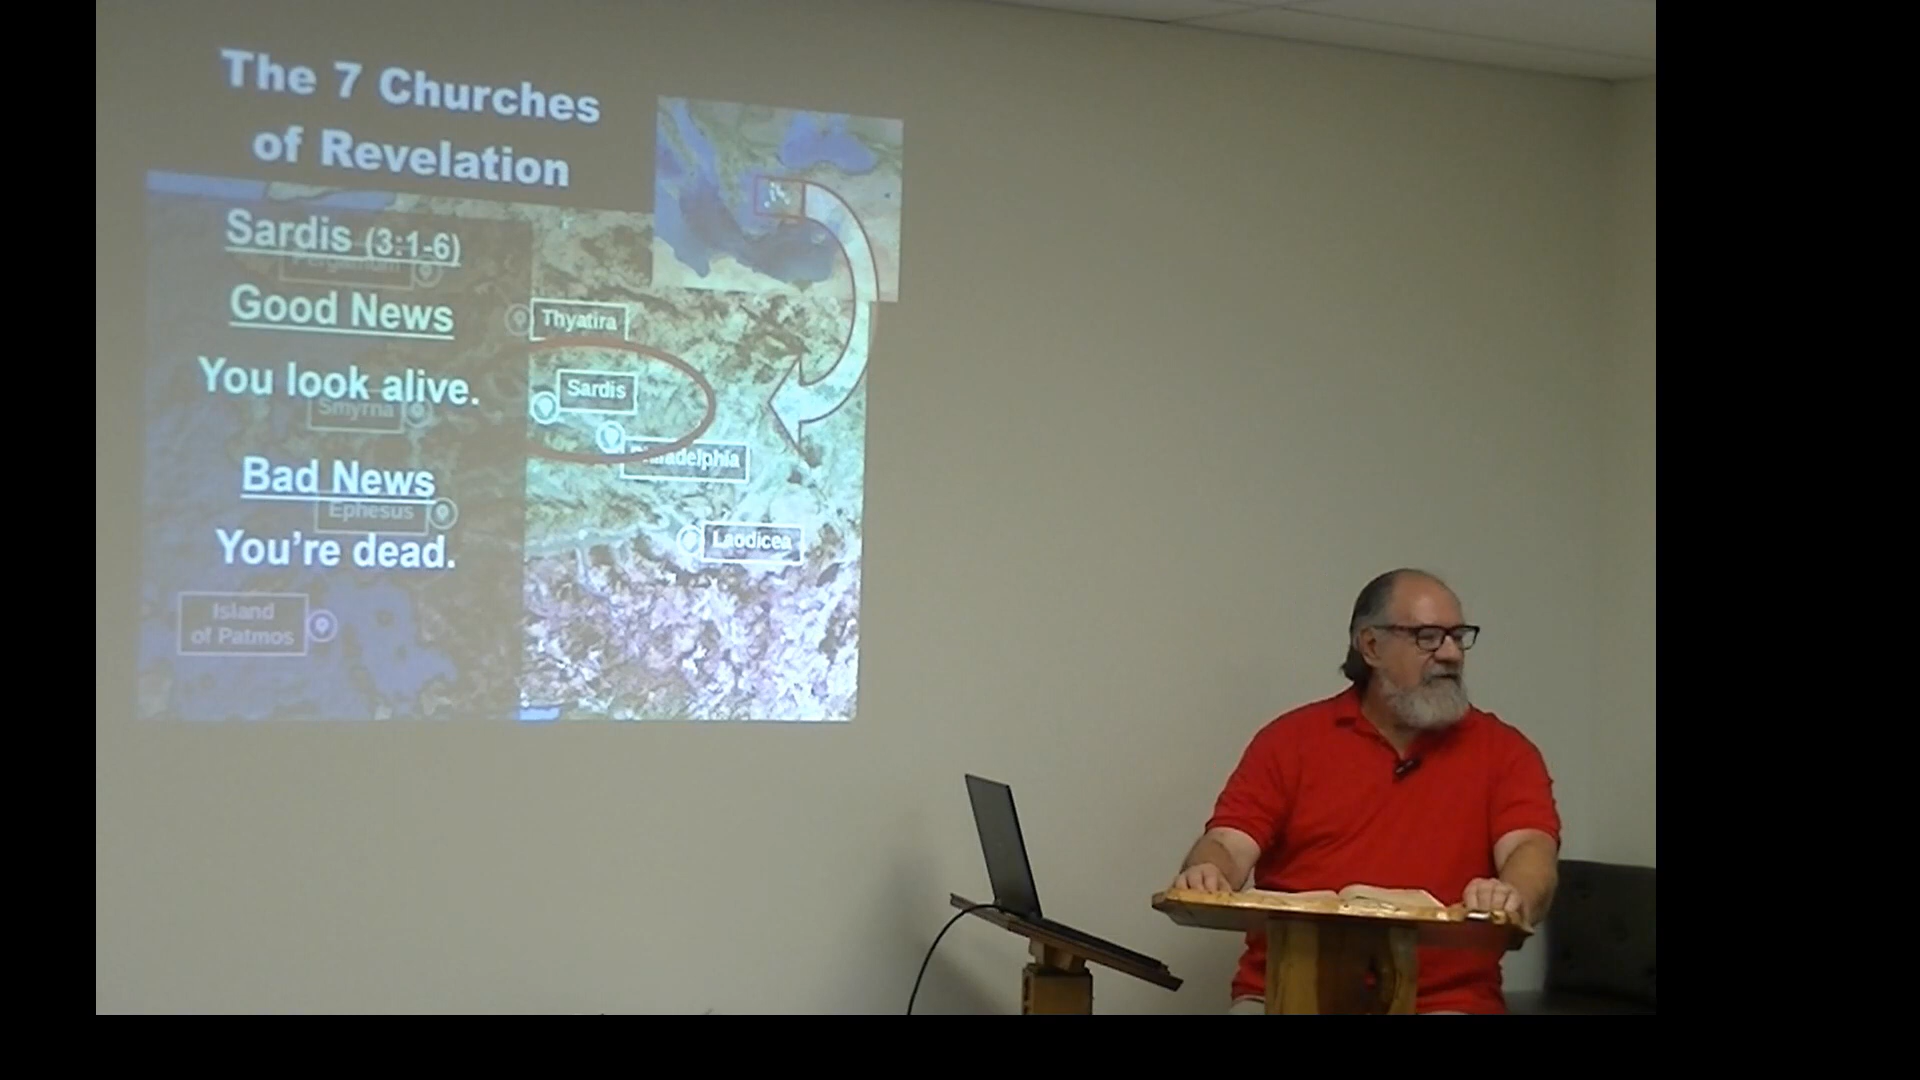 The 7 Churches
of Revelation
Sardis (3:1-6)
Pergamum
Good News
Thyatira
You look alive.
Sardis
Smyrna
Philadelphia
Bad News
Ephesus
You're dead.
Laodicea
Island
of Patmos